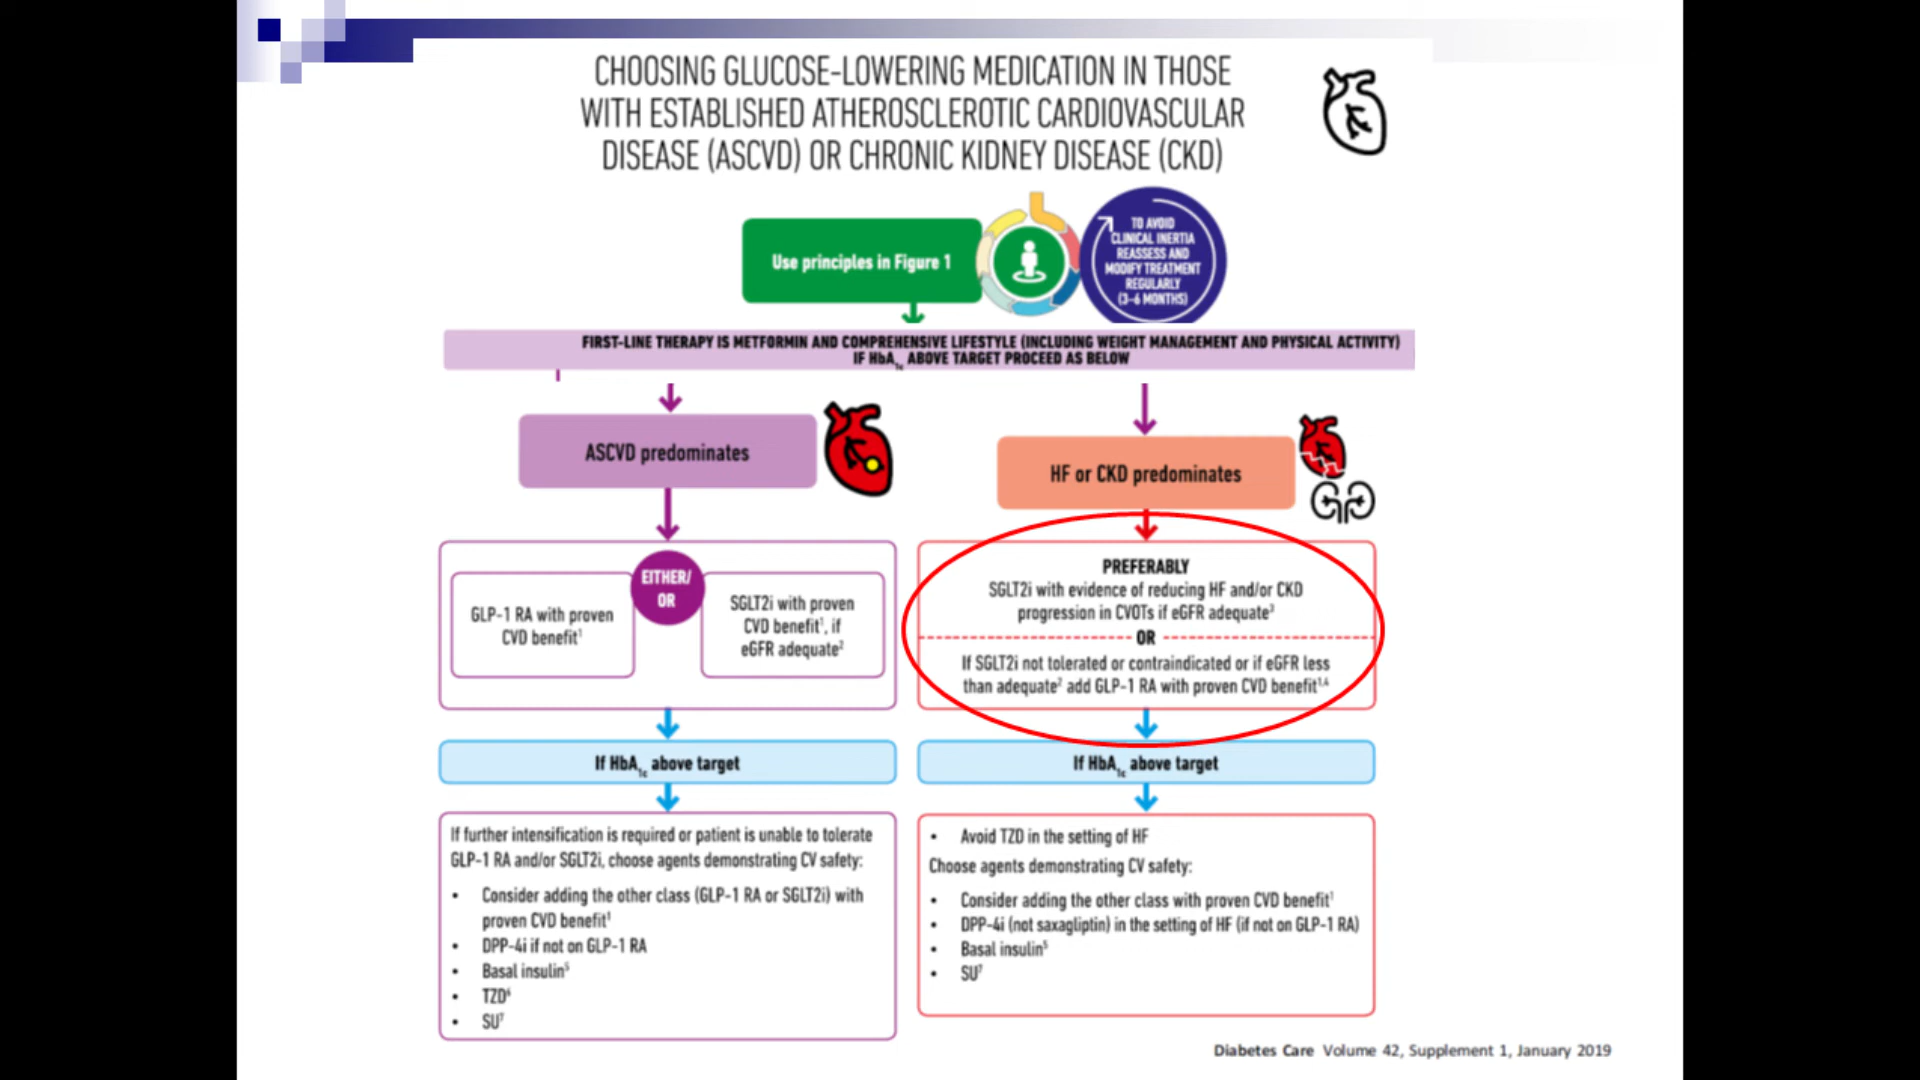 CHOOSING GLUCOSE-LOWERING MEDICATION IN THOSE
WITH ESTABLISHED ATHEROSCLEROTIC CARDIOVASCULAR
DISEASE (ASCVD) OR CHRONIC KIDNEY DISEASE (CKD)
Use principles in Figure 1
TO AVOID
CLINICAL INERTIA
REASSESS AND
MODIFY TREATMENT
REGULARLY
(3-6 MONTHS)
FIRST-LINE THERAPY IS METFORMIN AND COMPREHENSIVE LIFESTYLE (INCLUDING WEIGHT MANAGEMENT AND PHYSICAL ACTIVITY)
IF HbA1c ABOVE TARGET PROCEED AS BELOW
ASCVD predominates
EITHER/
OR
GLP-1 RA with proven
CVD benefit¹
SGLT2i with proven
CVD benefit¹, if
eGFR adequate²
If HbA1c above target
If further intensification is required or patient is unable to tolerate
GLP-1 RA and/or SGLT2i, choose agents demonstrating CV safety:
• Consider adding the other class (GLP-1 RA or SGLT2i) with
proven CVD benefit¹
• DPP-4i if not on GLP-1 RA
• Basal insulin⁵
• TZD⁶
• SU⁷
HF or CKD predominates
PREFERABLY
SGLT2i with evidence of reducing HF and/or CKD
progression in CVOTs if eGFR adequate³
OR
If SGLT2i not tolerated or contraindicated or if eGFR less
than adequate² add GLP-1 RA with proven CVD benefit¹,⁴
If HbA1c above target
• Avoid TZD in the setting of HF
Choose agents demonstrating CV safety:
• Consider adding the other class with proven CVD benefit¹
• DPP-4i (not saxagliptin) in the setting of HF (if not on GLP-1 RA)
• Basal insulin⁵
• SU⁷
Diabetes Care Volume 42, Supplement 1, January 2019